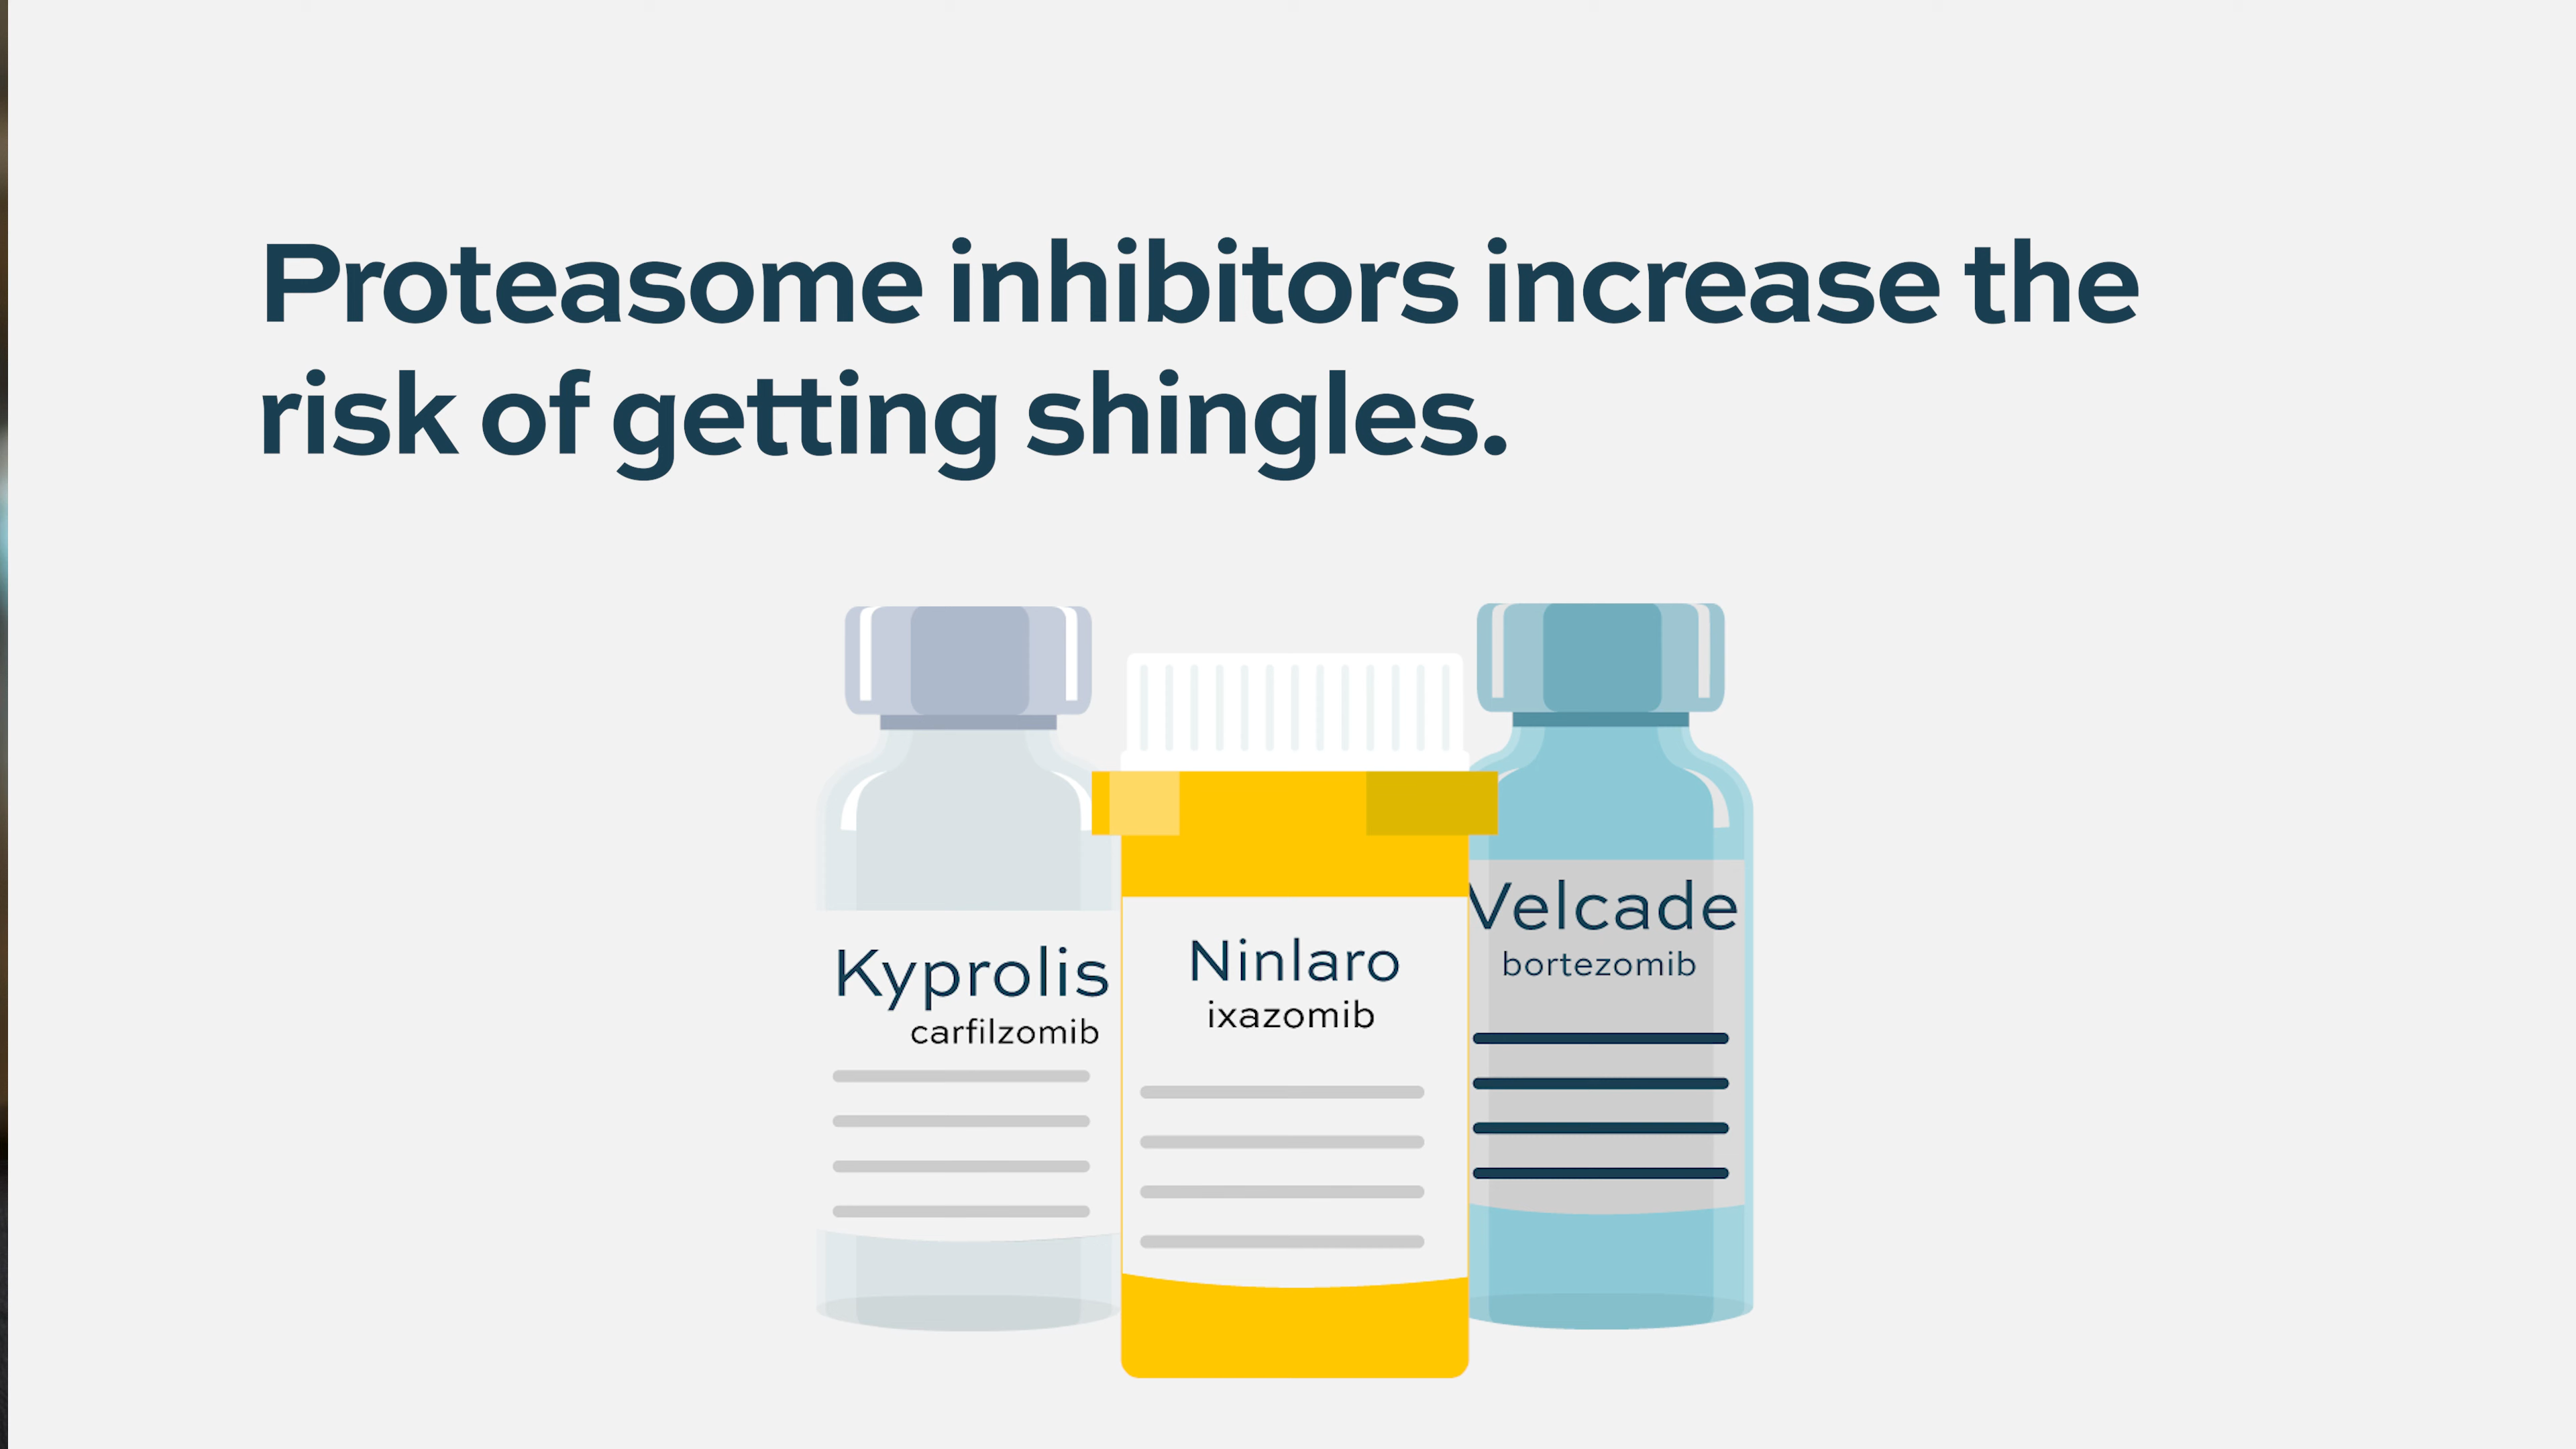 Proteasome inhibitors increase the
risk of getting shingles.
Kyprolis
carfilzomib
Ninlaro
ixazomib
Velcade
bortezomib